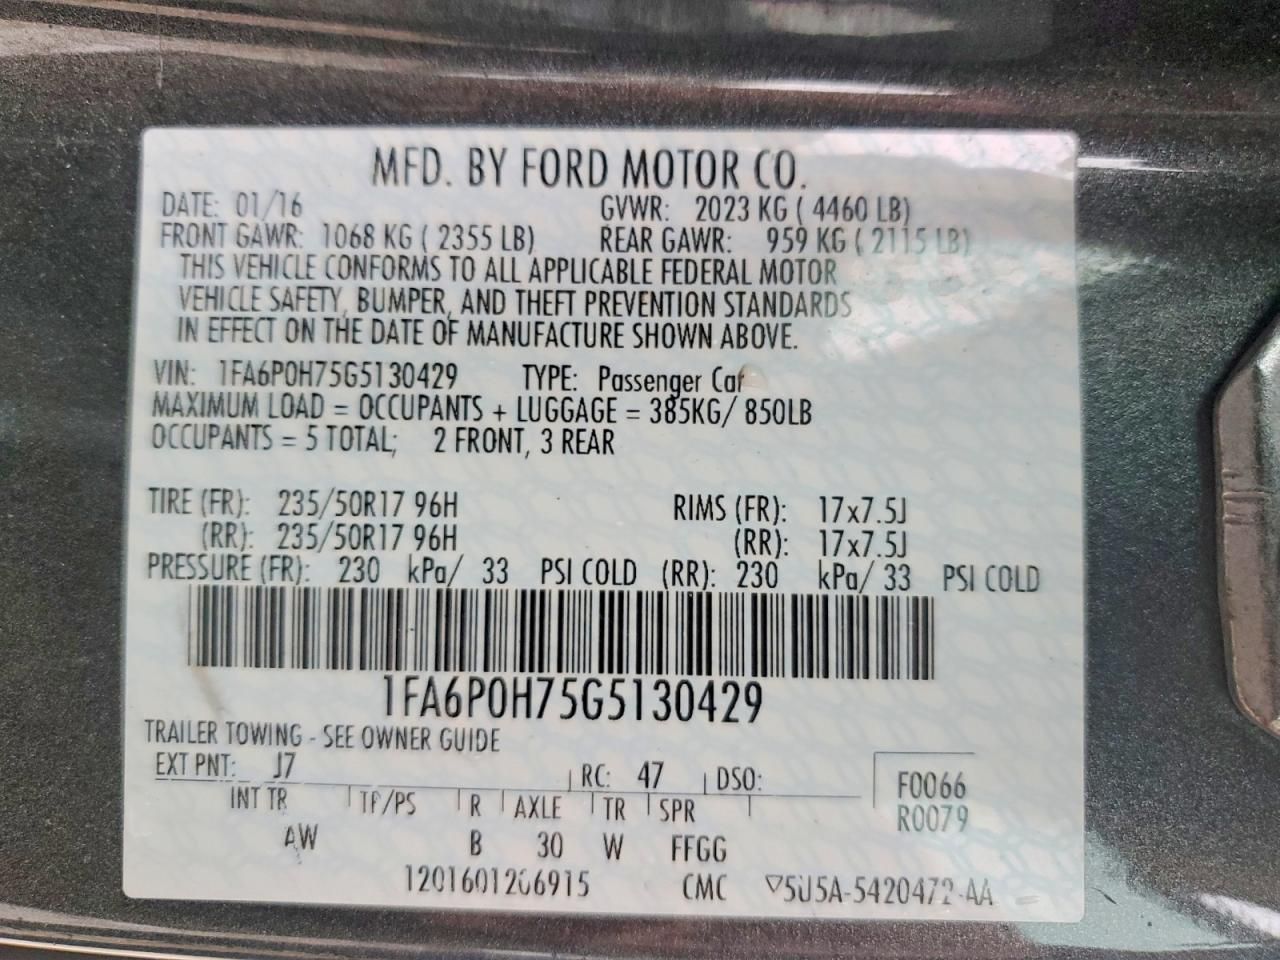 MFD. BY FORD MOTOR CO.
DATE: 01/16 GVWR: 2023 KG ( 4460 LB)
FRONT GAWR: 1068 KG ( 2355 LB) REAR GAWR: 959 KG ( 2115 LB)
THIS VEHICLE CONFORMS TO ALL APPLICABLE FEDERAL MOTOR
VEHICLE SAFETY, BUMPER, AND THEFT PREVENTION STANDARDS
IN EFFECT ON THE DATE OF MANUFACTURE SHOWN ABOVE.
VIN: 1FA6P0H75G5130429 TYPE: Passenger Car
MAXIMUM LOAD = OCCUPANTS + LUGGAGE = 385KG/ 850LB
OCCUPANTS = 5 TOTAL; 2 FRONT, 3 REAR
TIRE (FR): 235/50R17 96H RIMS (FR): 17x7.5J
(RR): 235/50R17 96H (RR): 17x7.5J
PRESSURE (FR): 230 kPa/ 33 PSI COLD (RR): 230 kPa/ 33 PSI COLD
1FA6P0H75G5130429
TRAILER TOWING - SEE OWNER GUIDE
EXT PNT: J7 RC: 47 DSO: F0066
INT TR TP/PS R AXLE TR SPR R0079
AW B 30 W FFGG
1201601206915 CMC ▽5U5A-5420472-AA